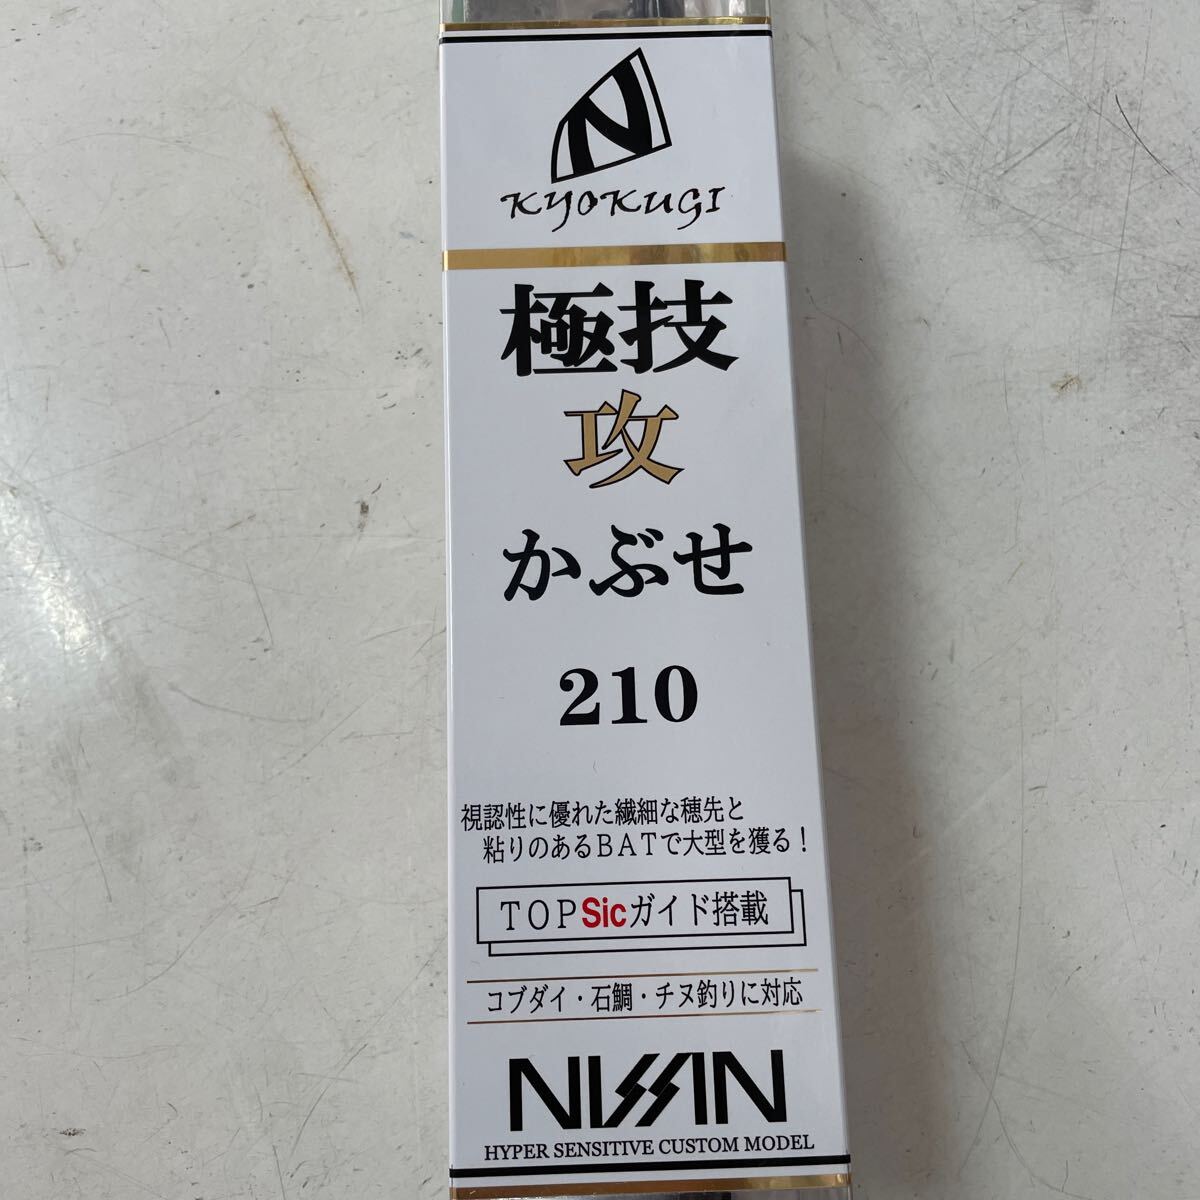 N
KYOKUGI
極技
攻
かぶせ
210
視認性に優れた繊細な穂先と
粘りのあるBATで大型を獲る!
TOP Sicガイド搭載
コブダイ・石鯛・チヌ釣りに対応
NISSIN
HYPER SENSITIVE CUSTOM MODEL